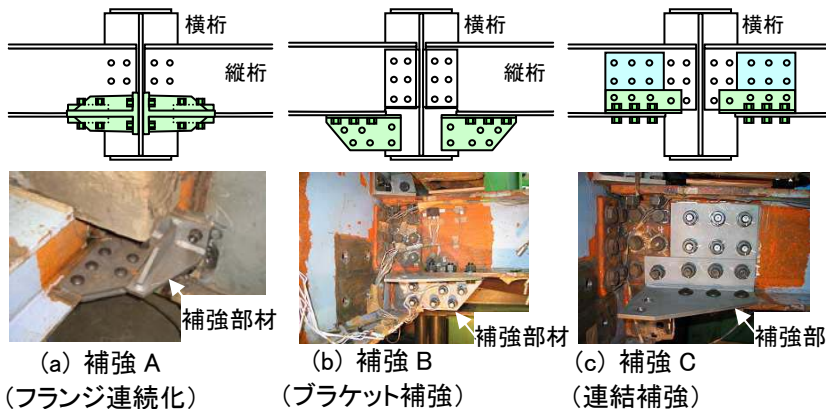 横桁
縦桁
横桁
縦桁
横桁
縦桁
補強部材
補強部材
補強部
(a) 補強 A
(フランジ連続化)
(b) 補強 B
(ブラケット補強)
(c) 補強 C
(連結補強)